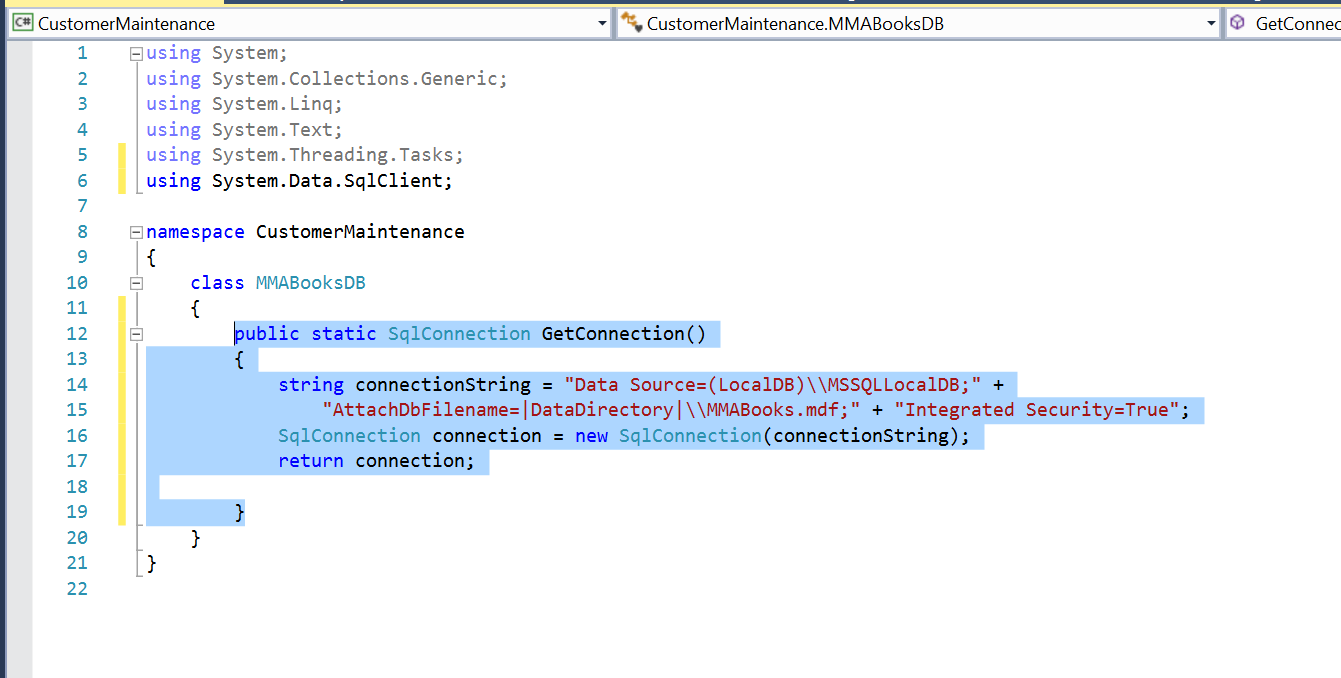 C# CustomerMaintenance CustomerMaintenance.MMABooksDB GetConnec
1 using System;
2 using System.Collections.Generic;
3 using System.Linq;
4 using System.Text;
5 using System.Threading.Tasks;
6 using System.Data.SqlClient;
7
8 namespace CustomerMaintenance
9 {
10 class MMABooksDB
11 {
12 public static SqlConnection GetConnection()
13 {
14 string connectionString = "Data Source=(LocalDB)\\MSSQLLocalDB;" +
15 "AttachDbFilename=|DataDirectory|\\MMABooks.mdf;" + "Integrated Security=True";
16 SqlConnection connection = new SqlConnection(connectionString);
17 return connection;
18
19 }
20 }
21 }
22